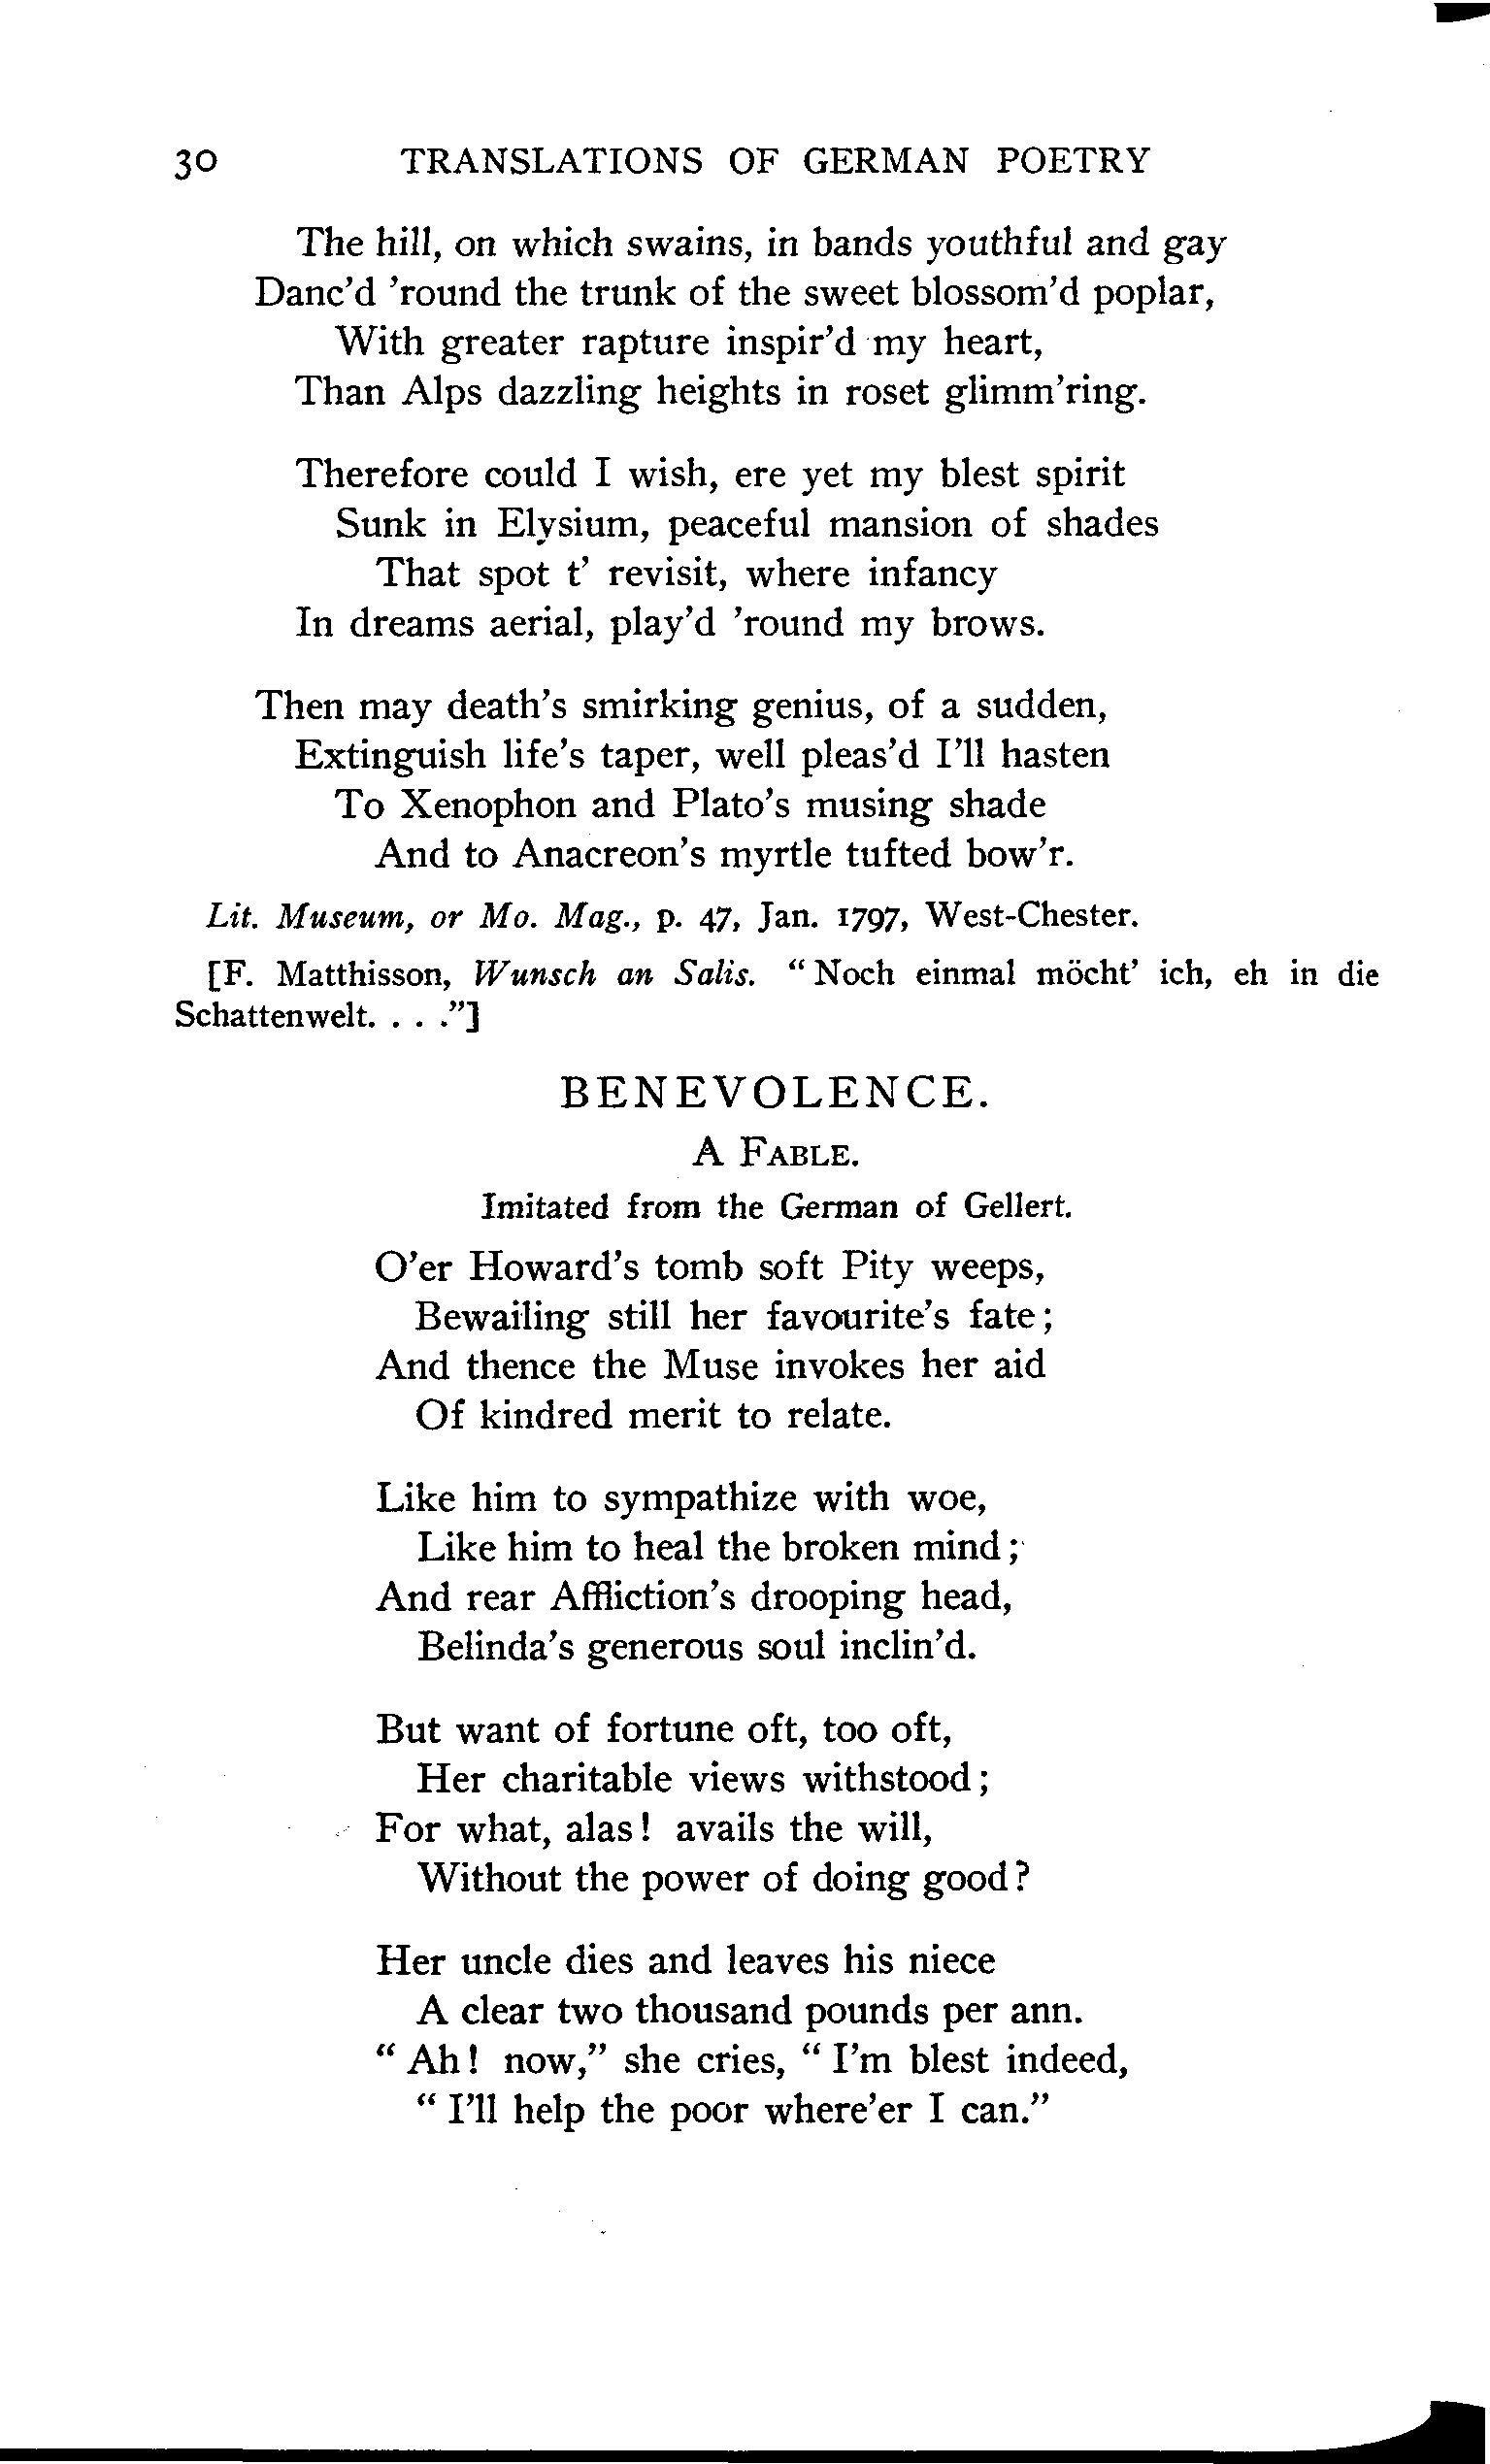 30 TRANSLATIONS OF GERMAN POETRY
The hill, on which swains, in bands youthful and gay
Danc'd 'round the trunk of the sweet blossom'd poplar,
With greater rapture inspir'd my heart,
Than Alps dazzling heights in roset glimm'ring.
Therefore could I wish, ere yet my blest spirit
Sunk in Elysium, peaceful mansion of shades
That spot t' revisit, where infancy
In dreams aerial, play'd 'round my brows.
Then may death's smirking genius, of a sudden,
Extinguish life's taper, well pleas'd I'll hasten
To Xenophon and Plato's musing shade
And to Anacreon's myrtle tufted bow'r.
Lit. Museum, or Mo. Mag., p. 47, Jan. 1797, West-Chester.
[F. Matthisson, Wunsch an Salis. "Noch einmal möcht' ich, eh in die
Schattenwelt. . . ."]
BENEVOLENCE.
A FABLE.
Imitated from the German of Gellert.
O'er Howard's tomb soft Pity weeps,
Bewailing still her favourite's fate;
And thence the Muse invokes her aid
Of kindred merit to relate.
Like him to sympathize with woe,
Like him to heal the broken mind;
And rear Affliction's drooping head,
Belinda's generous soul inclin'd.
But want of fortune oft, too oft,
Her charitable views withstood;
For what, alas! avails the will,
Without the power of doing good?
Her uncle dies and leaves his niece
A clear two thousand pounds per ann.
"Ah! now," she cries, "I'm blest indeed,
"I'll help the poor where'er I can."